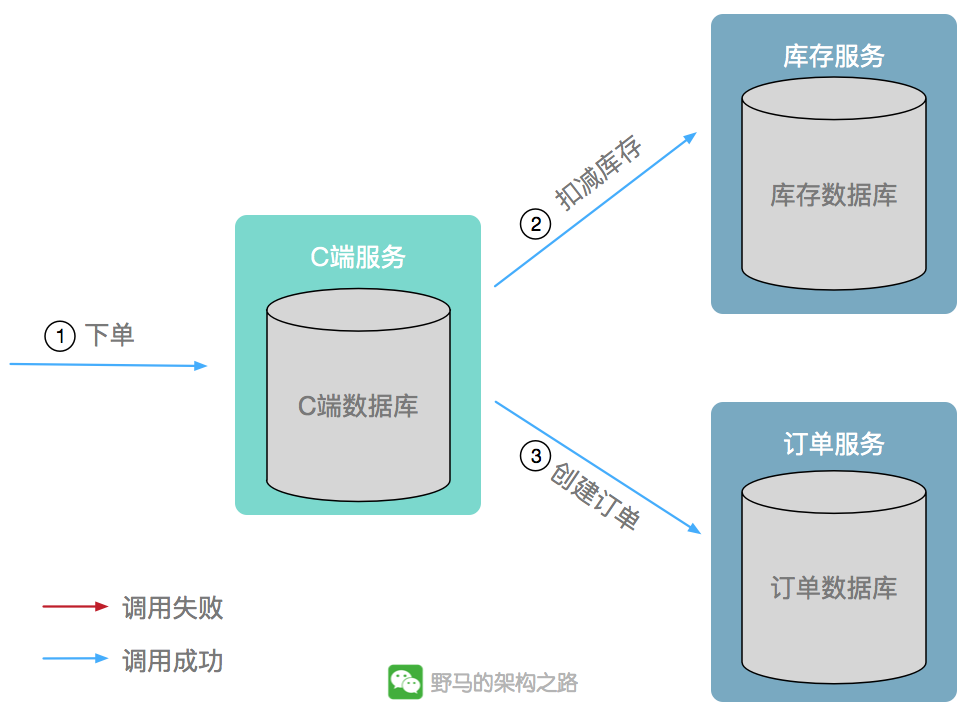 库存服务
库存数据库
② 扣减库存
C端服务
C端数据库
① 下单
③ 创建订单
订单服务
订单数据库
调用失败
调用成功
野马的架构之路